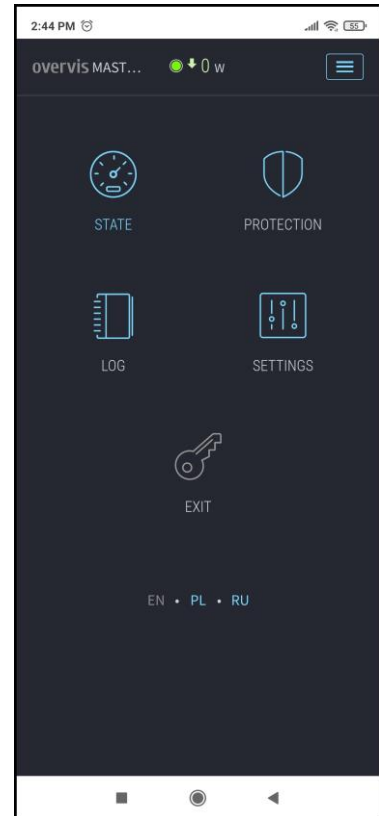 2:44 PM 55
overvis MAST... 0 w
STATE
PROTECTION
LOG
SETTINGS
EXIT
EN • PL • RU